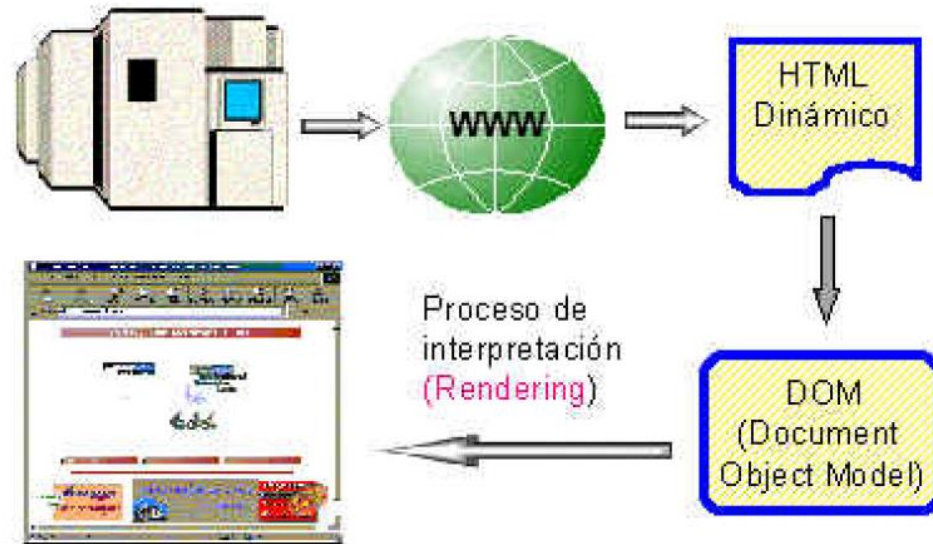 WWW
HTML
Dinámico
Proceso de
interpretación
(Rendering)
DOM
(Document
Object Model)